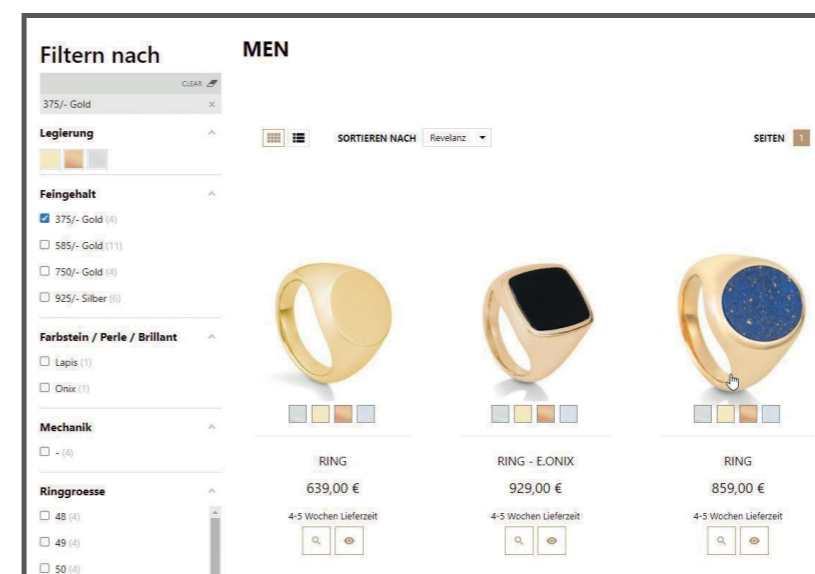 Filtern nach
CLEAR
375/- Gold ×
Legierung
Feingehalt
375/- Gold (4)
585/- Gold (11)
750/- Gold (4)
925/- Silber (6)
Farbstein / Perle / Brillant
Lapis (1)
Onix (1)
Mechanik
- (4)
Ringgroesse
48 (4)
49 (4)
50 (4)
MEN
SORTIEREN NACH Revelanz
SEITEN 1
RING
639,00 €
4-5 Wochen Lieferzeit
RING - E.ONIX
929,00 €
4-5 Wochen Lieferzeit
RING
859,00 €
4-5 Wochen Lieferzeit